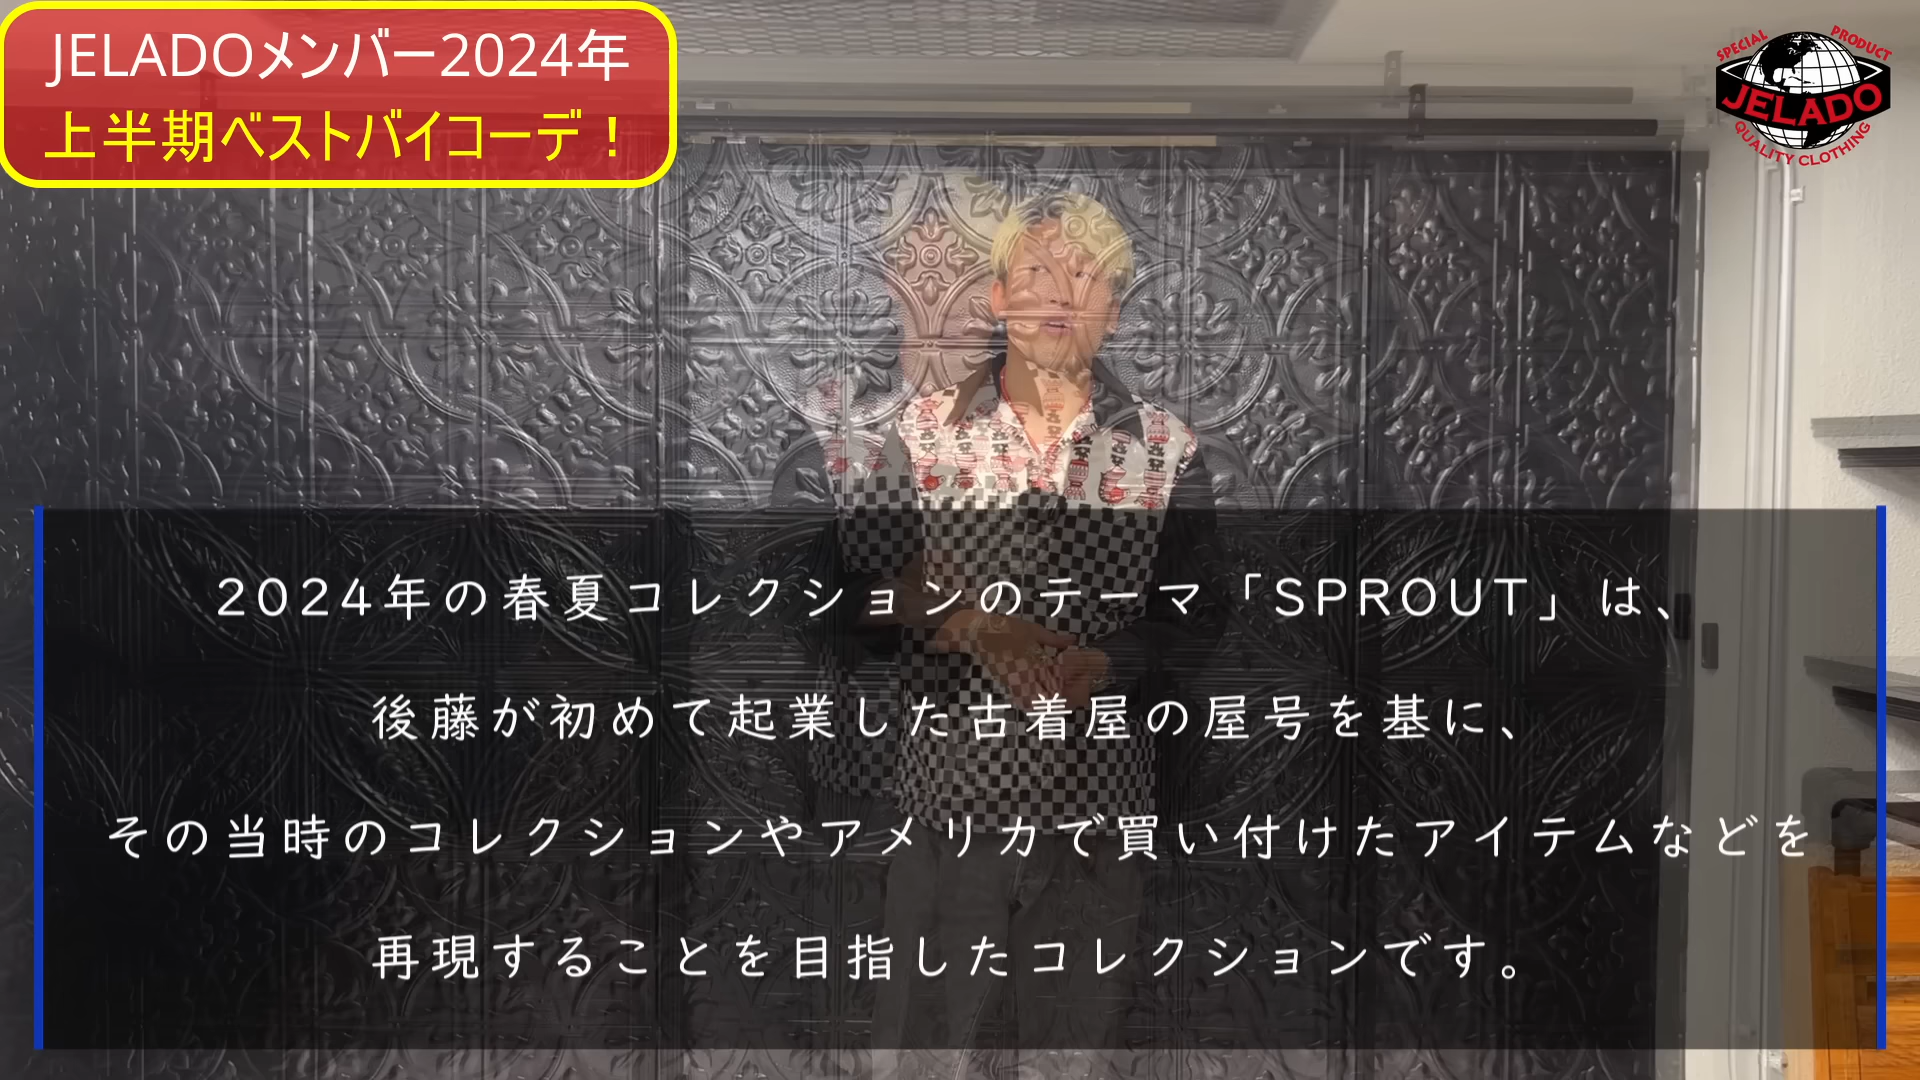 JELADOメンバー2024年
上半期ベストバイコーデ！
SPECIAL PRODUCT
JELADO
QUALITY CLOTHING
2024年の春夏コレクションのテーマ「SPROUT」は、
後藤が初めて起業した古着屋の屋号を基に、
その当時のコレクションやアメリカで買い付けたアイテムなどを
再現することを目指したコレクションです。